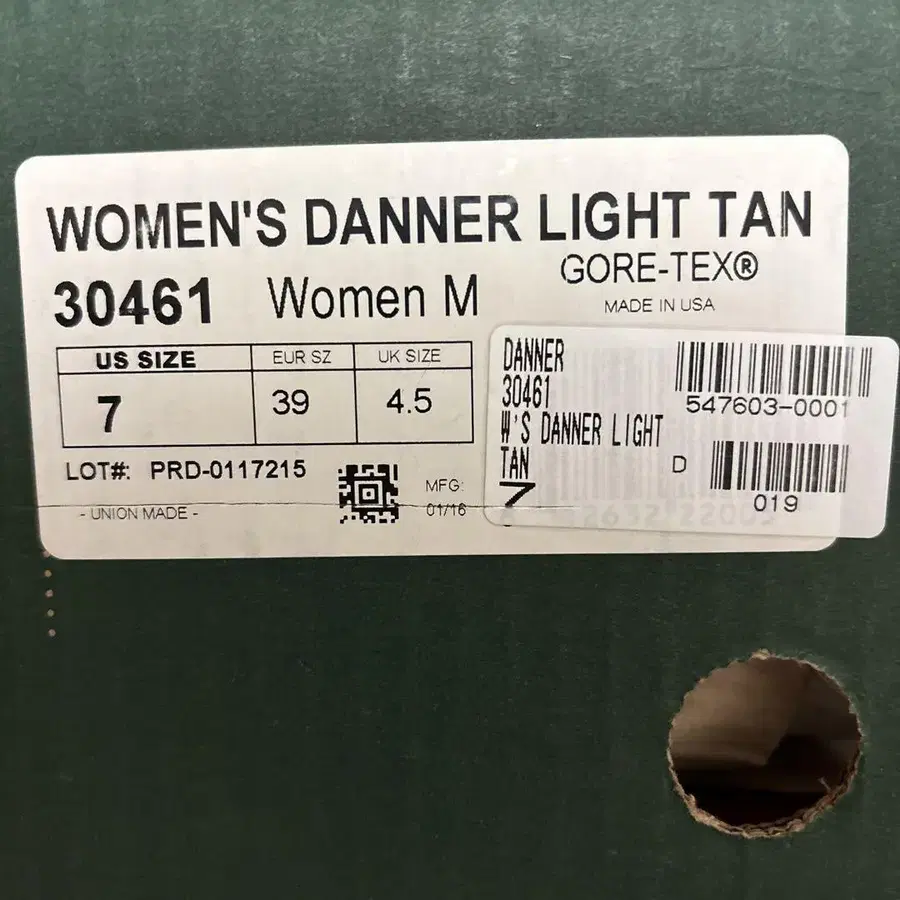 WOMEN'S DANNER LIGHT TAN
30461 Women M GORE-TEX®
MADE IN USA
US SIZE EUR SZ UK SIZE
7 39 4.5
LOT#: PRD-0117215
- UNION MADE -
MFG:
01/16
DANNER
30461
W'S DANNER LIGHT
TAN
7
547603-0001
D
019